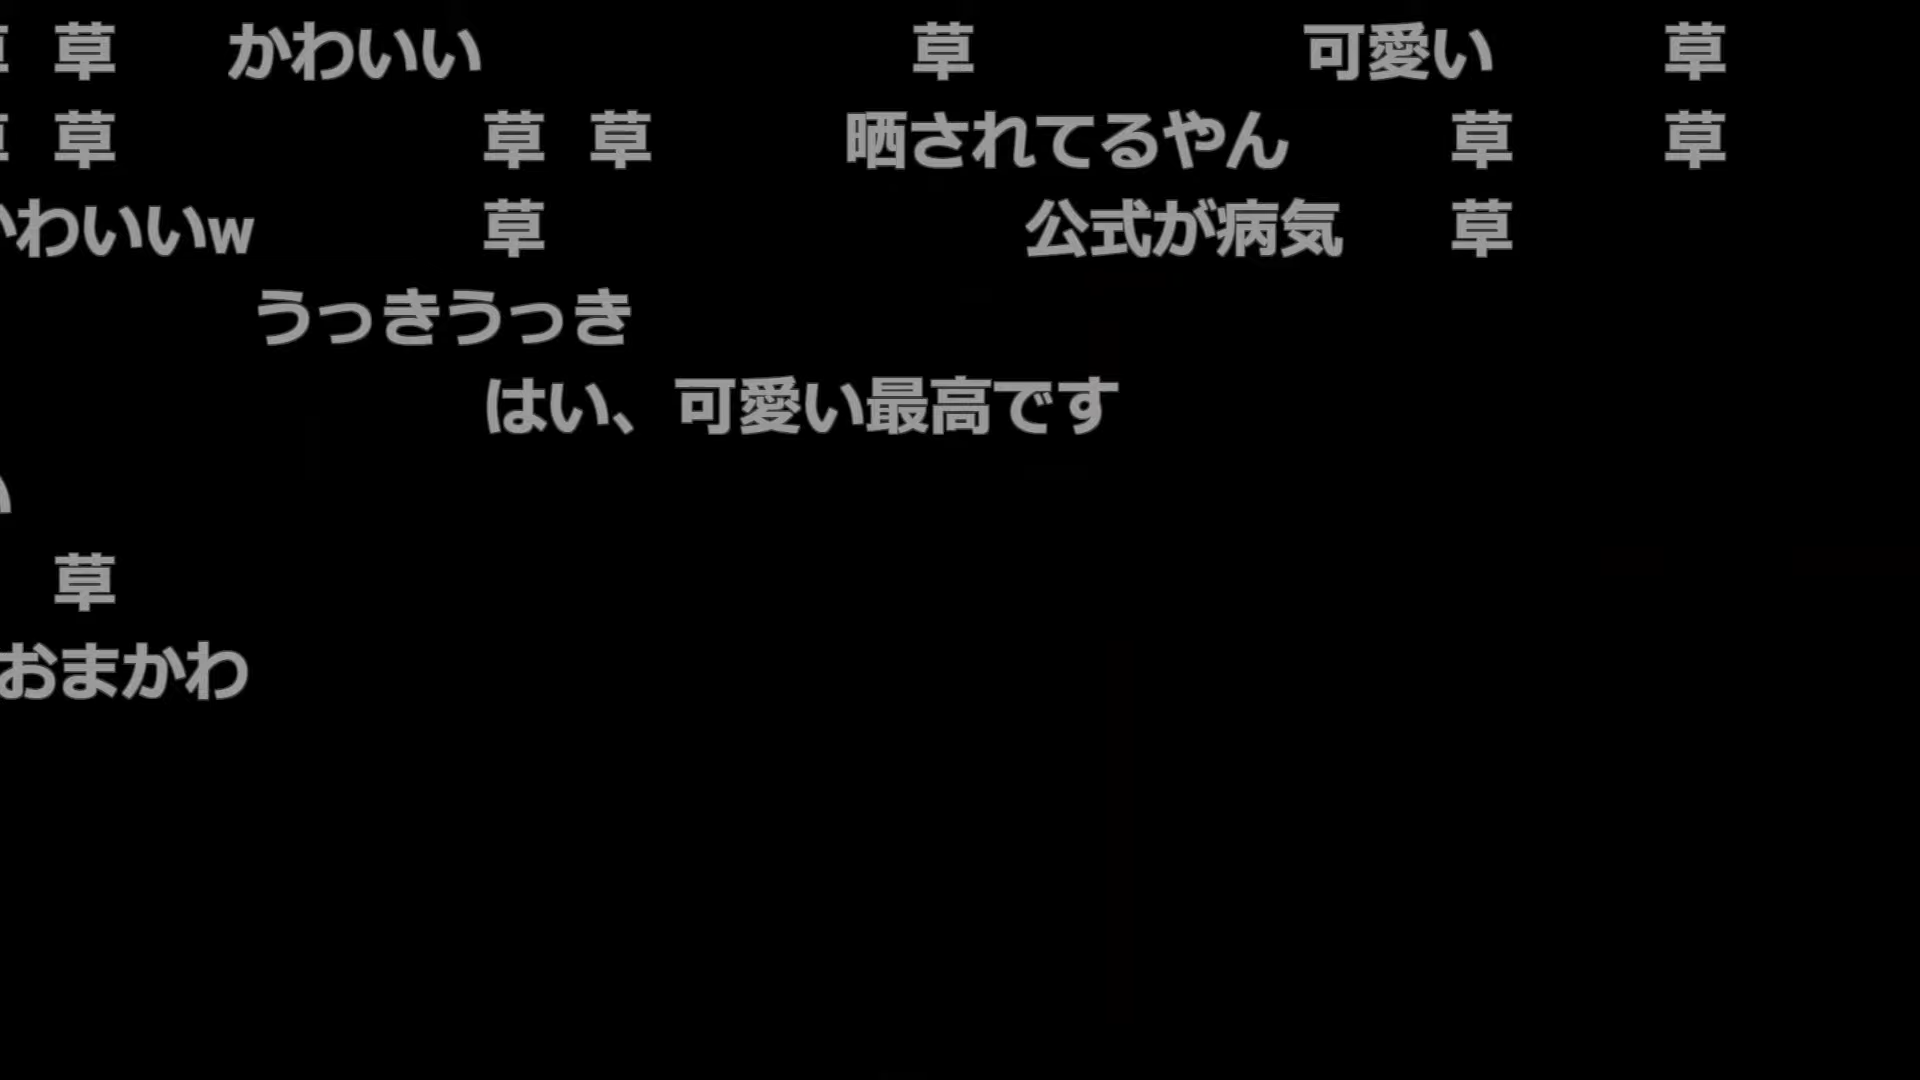 草 かわいい 草 可愛い 草
草 草 草 晒されてるやん 草 草
わいいw 草 公式が病気 草
うっきうっき
はい、可愛い最高です
草
おまかわ